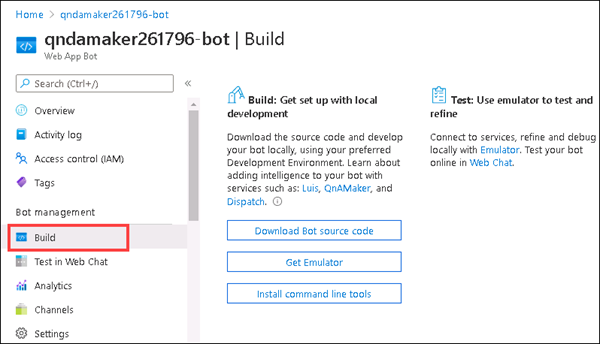 Home > qndamaker261796-bot >
qndamaker261796-bot | Build
Web App Bot
Search (Ctrl+/)
«
Overview
Activity log
Access control (IAM)
Tags
Bot management
Build
Test in Web Chat
Analytics
Channels
Settings
Build: Get set up with local
development
Download the source code and develop
your bot locally, using your preferred
Development Environment. Learn about
adding intelligence to your bot with
services such as: Luis, QnAMaker, and
Dispatch.
Download Bot source code
Get Emulator
Install command line tools
Test: Use emulator to test and
refine
Connect to services, refine and debug
locally with Emulator. Test your bot
online in Web Chat.